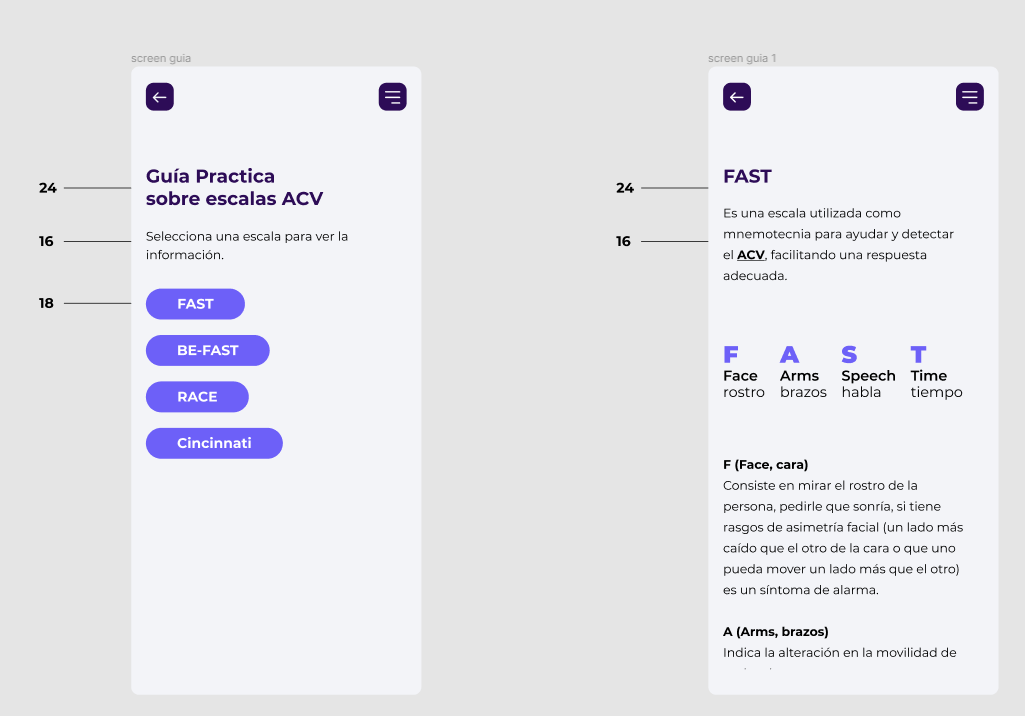 screen guia
24
Guía Practica
sobre escalas ACV
16
Selecciona una escala para ver la
información.
18
FAST
BE-FAST
RACE
Cincinnati
screen guia 1
24
FAST
16
Es una escala utilizada como
mnemotecnia para ayudar y detectar
el ACV, facilitando una respuesta
adecuada.
F A S T
Face Arms Speech Time
rostro brazos habla tiempo
F (Face, cara)
Consiste en mirar el rostro de la
persona, pedirle que sonría, si tiene
rasgos de asimetría facial (un lado más
caído que el otro de la cara o que uno
pueda mover un lado más que el otro)
es un síntoma de alarma.
A (Arms, brazos)
Indica la alteración en la movilidad de